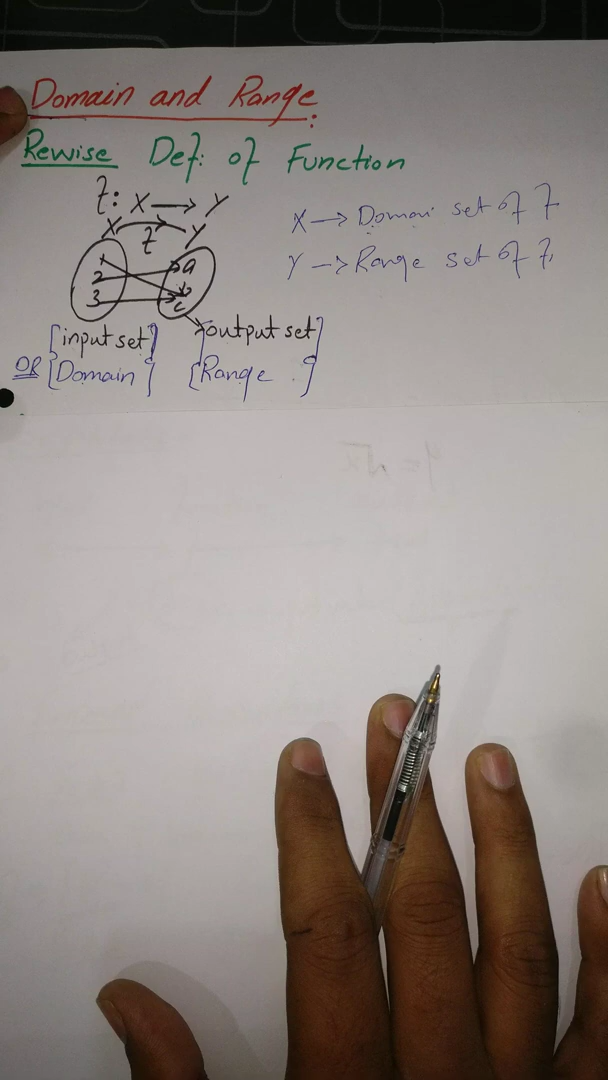 Domain and Range:
Rewise Def: of Function
f: X → Y
X f Y
1 a
2 b
3 c
X → Domain set of f
Y → Range set of f,
[input set] [output set]
OR [Domain] [Range.]
y = √x